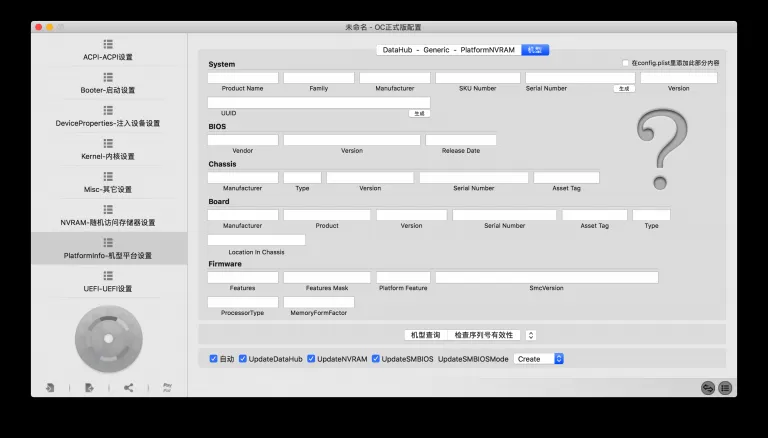 未命名 - OC正式版配置
ACPI-ACPI设置
Booter-启动设置
DeviceProperties-注入设备设置
Kernel-内核设置
Misc-其它设置
NVRAM-随机访问存储器设置
PlatformInfo-机型平台设置
UEFI-UEFI设置
DataHub - Generic - PlatformNVRAM 机型
在config.plist里添加此部分内容
System
Product Name Family Manufacturer SKU Number Serial Number 生成 Version
UUID 生成
BIOS
Vendor Version Release Date
Chassis
Manufacturer Type Version Serial Number Asset Tag
Board
Manufacturer Product Version Serial Number Asset Tag Type
Location In Chassis
Firmware
Features Features Mask Platform Feature SmcVersion
ProcessorType MemoryFormFactor
机型查询 检查序列号有效性
自动 UpdateDataHub UpdateNVRAM UpdateSMBIOS UpdateSMBIOSMode Create